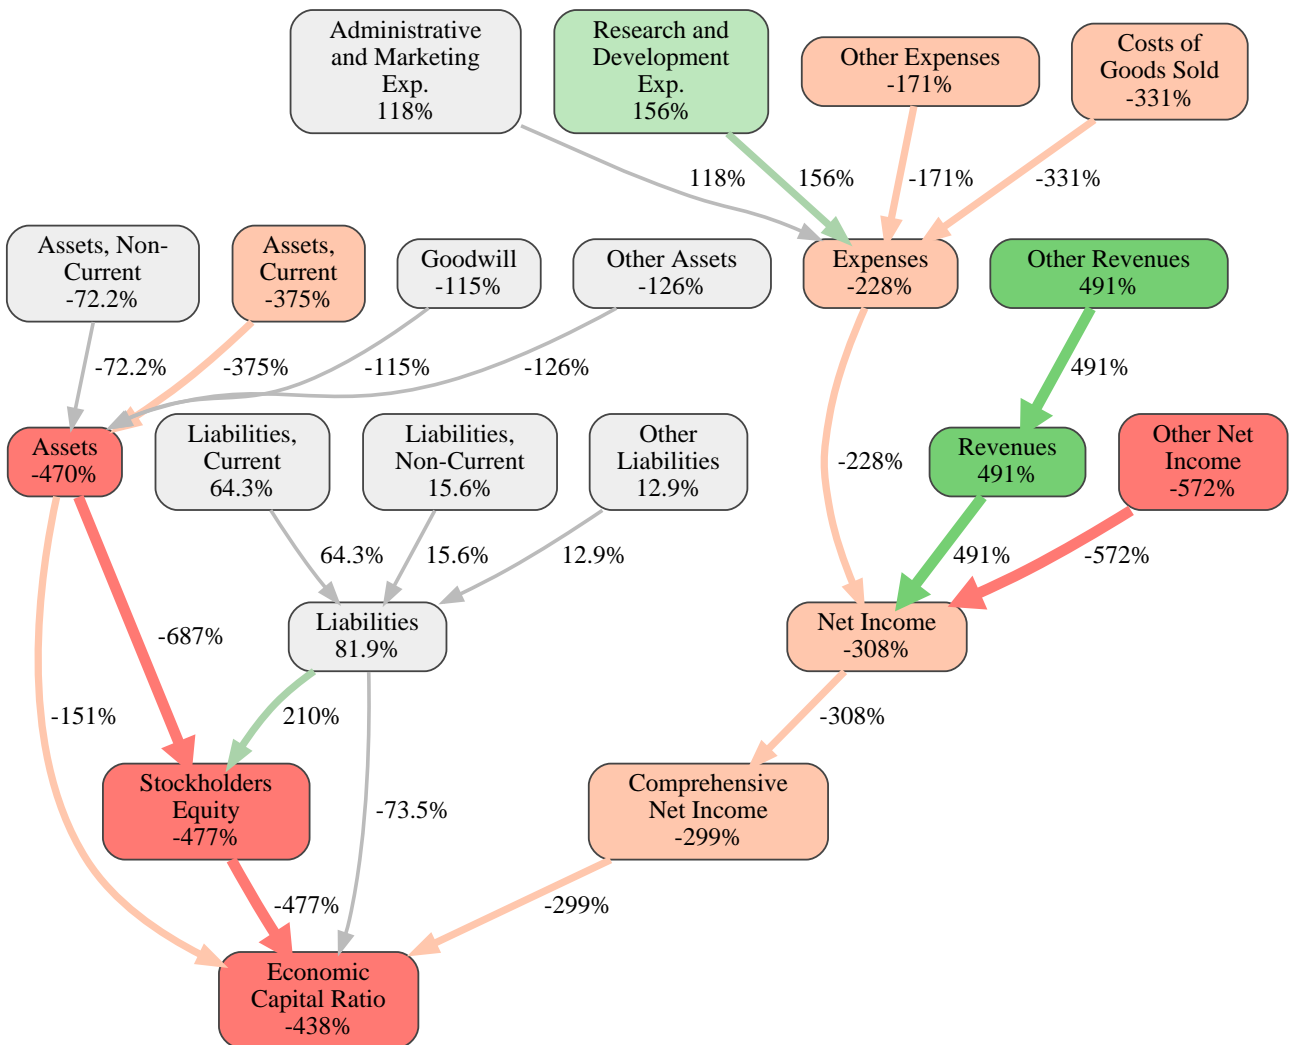 Administrative
and Marketing
Exp.
118%
Research and
Development
Exp.
156%
Other Expenses
-171%
Costs of
Goods Sold
-331%
118%
156%
-171%
-331%
Assets, Non-
Current
-72.2%
Assets,
Current
-375%
Goodwill
-115%
Other Assets
-126%
Expenses
-228%
Other Revenues
491%
-72.2%
-375%
-115%
-126%
491%
Assets
-470%
Liabilities,
Current
64.3%
Liabilities,
Non-Current
15.6%
Other
Liabilities
12.9%
-228%
Revenues
491%
Other Net
Income
-572%
64.3%
15.6%
12.9%
491%
-572%
-687%
Liabilities
81.9%
Net Income
-308%
-151%
210%
-308%
Stockholders
Equity
-477%
-73.5%
Comprehensive
Net Income
-299%
-477%
-299%
Economic
Capital Ratio
-438%